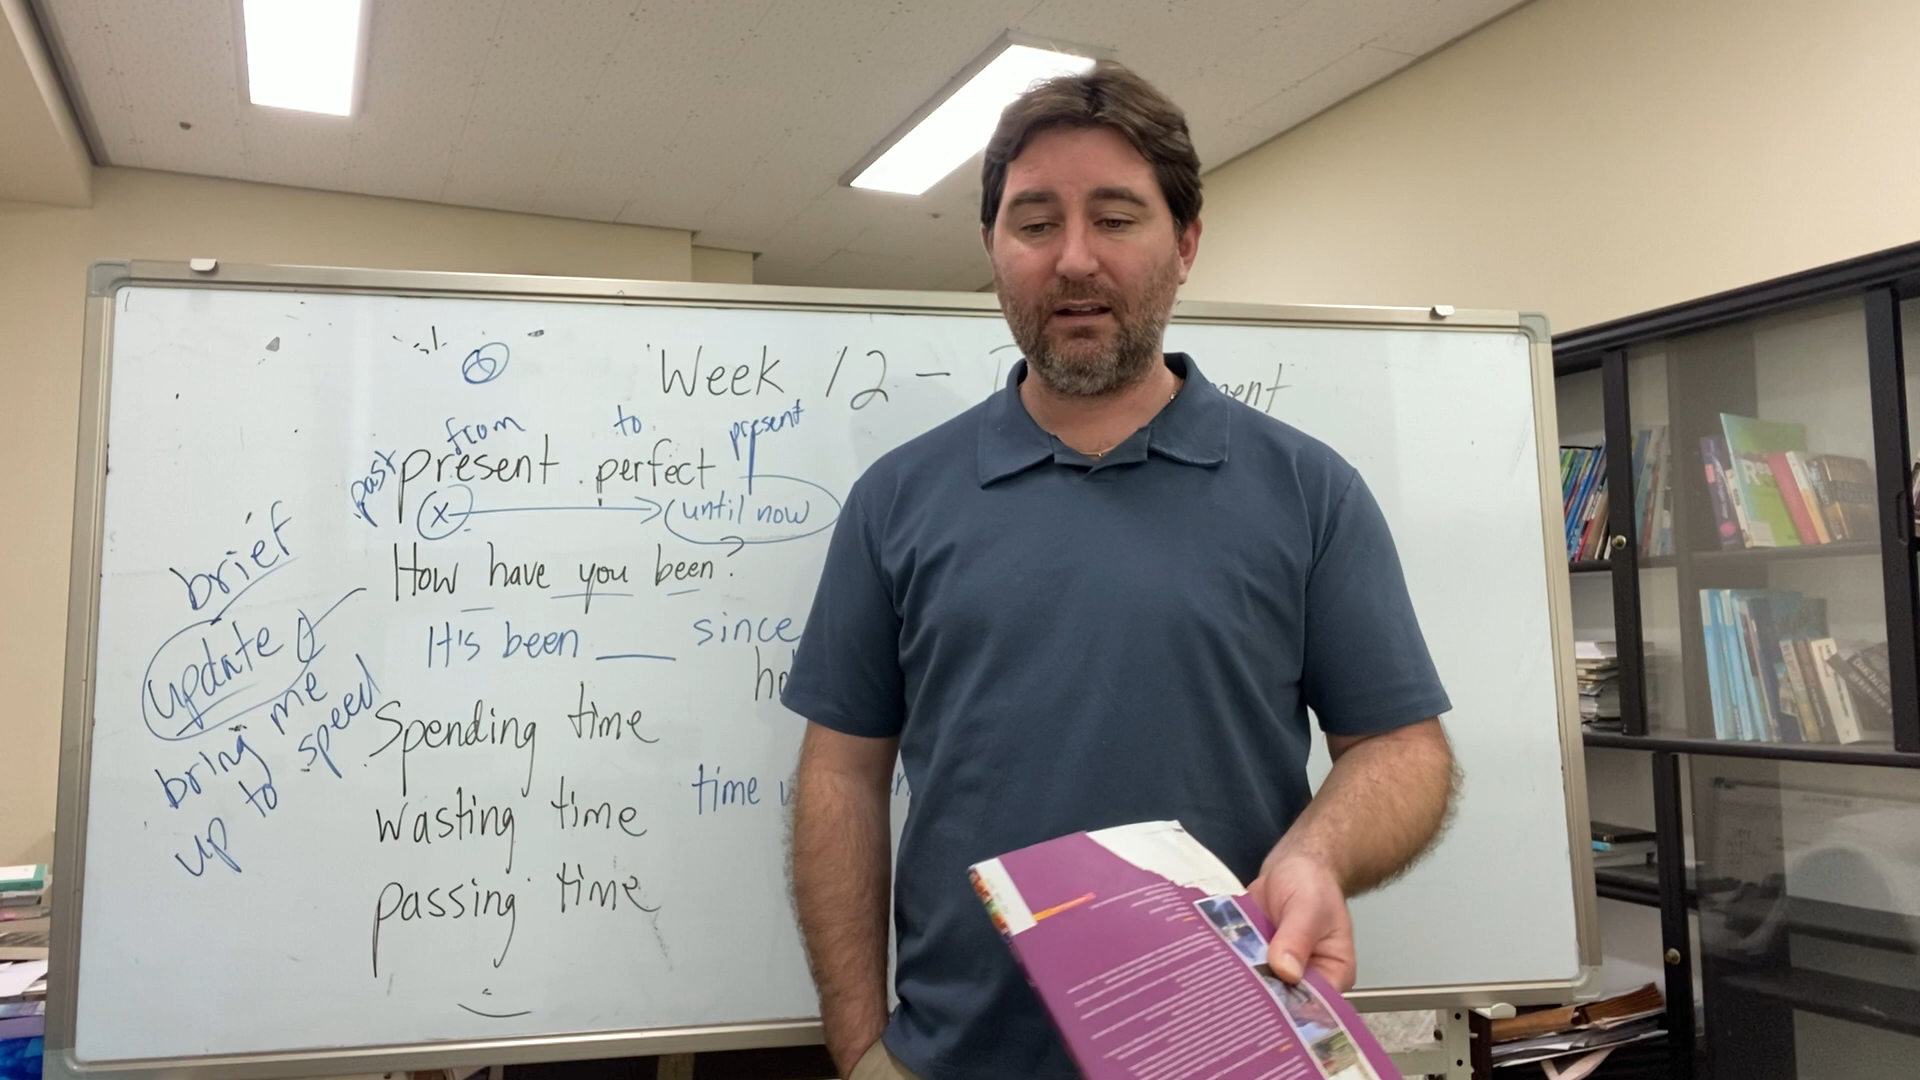 Week 12 -
from to present
past present perfect
x until now
How have you been?
It's been ___ since
Spending time
wasting time
time
passing time
brief
update
bring me
up to speed